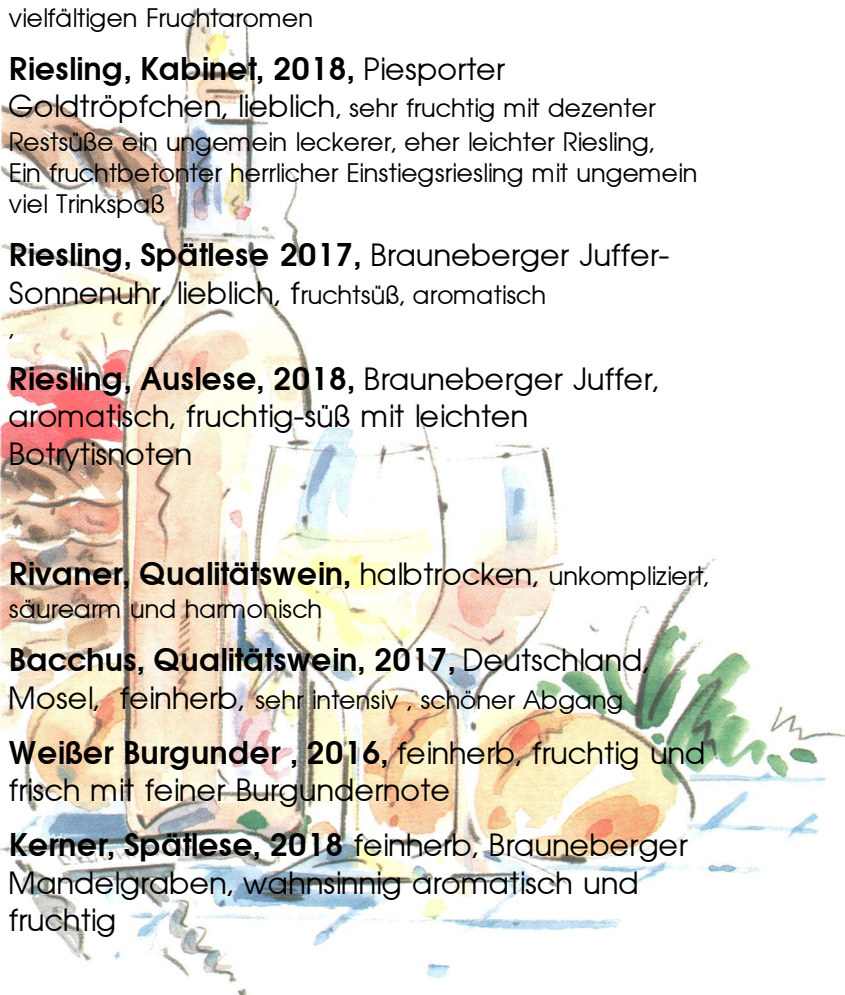 vielfältigen Fruchtaromen
Riesling, Kabinet, 2018, Piesporter
Goldtröpfchen, lieblich, sehr fruchtig mit dezenter
Restsüße ein ungemein leckerer, eher leichter Riesling,
Ein fruchtbetonter herrlicher Einstiegsriesling mit ungemein
viel Trinkspaß
Riesling, Spätlese 2017, Brauneberger Juffer-
Sonnenuhr, lieblich, fruchtsüß, aromatisch
,
Riesling, Auslese, 2018, Brauneberger Juffer,
aromatisch, fruchtig-süß mit leichten
Botrytisnoten
Rivaner, Qualitätswein, halbtrocken, unkompliziert,
säurearm und harmonisch
Bacchus, Qualitätswein, 2017, Deutschland,
Mosel, feinherb, sehr intensiv , schöner Abgang
Weißer Burgunder , 2016, feinherb, fruchtig und
frisch mit feiner Burgundernote
Kerner, Spätlese, 2018 feinherb, Brauneberger
Mandelgraben, wahnsinnig aromatisch und
fruchtig